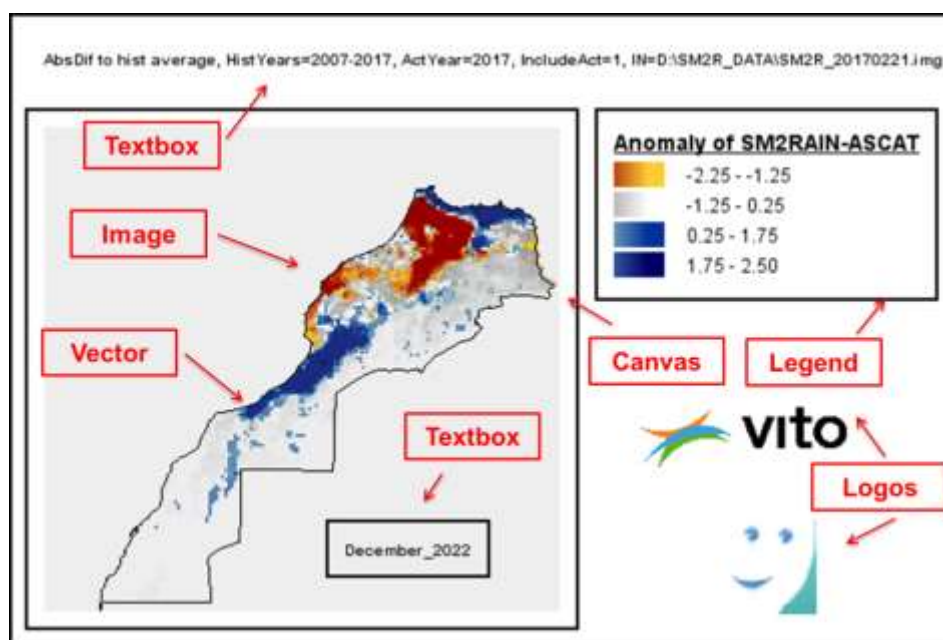 AbsDif to hist average, HistYears=2007-2017, ActYear=2017, IncludeAct=1, IN=D:\SM2R_DATA\SM2R_20170221.img
Textbox
Anomaly of SM2RAIN-ASCAT
-2.25 - -1.25
-1.25 - 0.25
0.25 - 1.75
1.75 - 2.50
Image
Vector
Canvas
Legend
Textbox
vito
Logos
December_2022